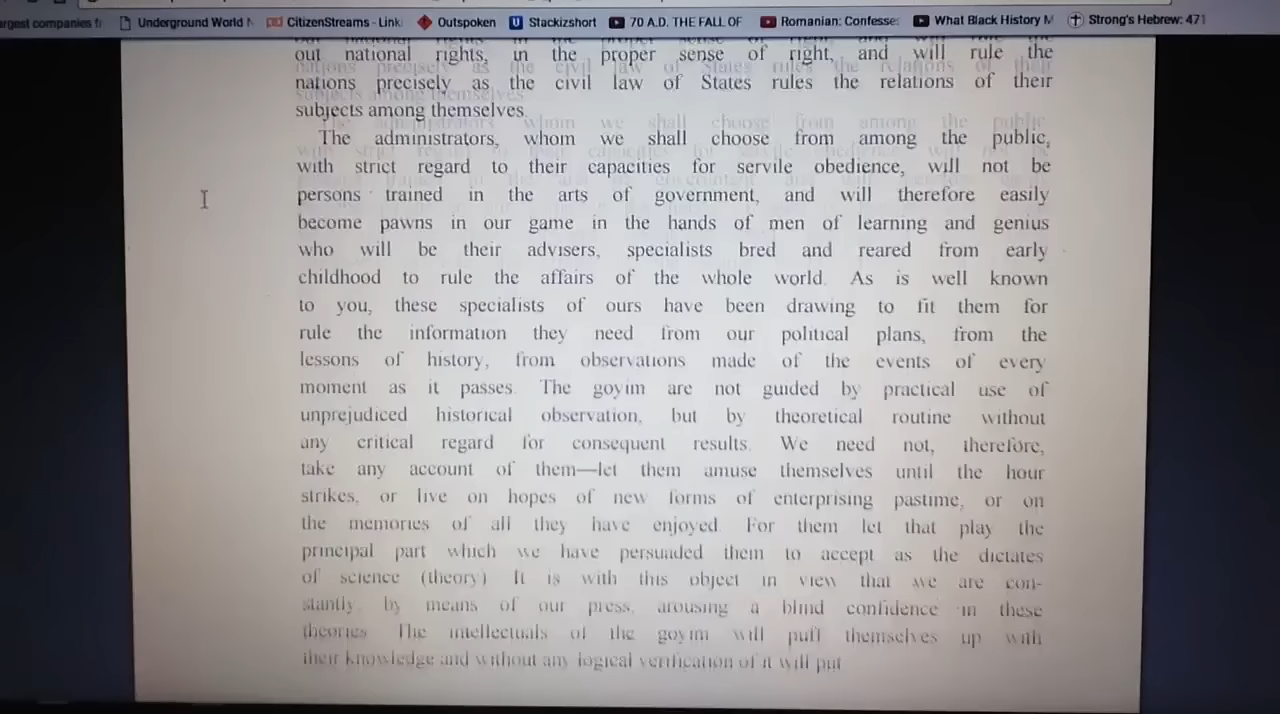 argest companies fr Underground World N CitizenStreams - Link Outspoken Stackizshort 70 A.D. THE FALL OF Romanian: Confesse: What Black History M Strong's Hebrew: 471
out national rights, in the proper sense of right, and will rule the
nations precisely as the civil law of States rules the relations of their
subjects among themselves.
The administrators, whom we shall choose from among the public,
with strict regard to their capacities for servile obedience, will not be
persons trained in the arts of government, and will therefore easily
become pawns in our game in the hands of men of learning and genius
who will be their advisers, specialists bred and reared from early
childhood to rule the affairs of the whole world. As is well known
to you, these specialists of ours have been drawing to fit them for
rule the information they need from our political plans, from the
lessons of history, from observations made of the events of every
moment as it passes. The goyim are not guided by practical use of
unprejudiced historical observation, but by theoretical routine without
any critical regard for consequent results. We need not, therefore,
take any account of them—let them amuse themselves until the hour
strikes, or live on hopes of new forms of enterprising pastime, or on
the memories of all they have enjoyed. For them let that play the
principal part which we have persuaded them to accept as the dictates
of science (theory). It is with this object in view that we are con-
stantly, by means of our press, arousing a blind confidence in these
theories. The intellectuals of the goyim will puff themselves up with
their knowledge and without any logical verification of it will put